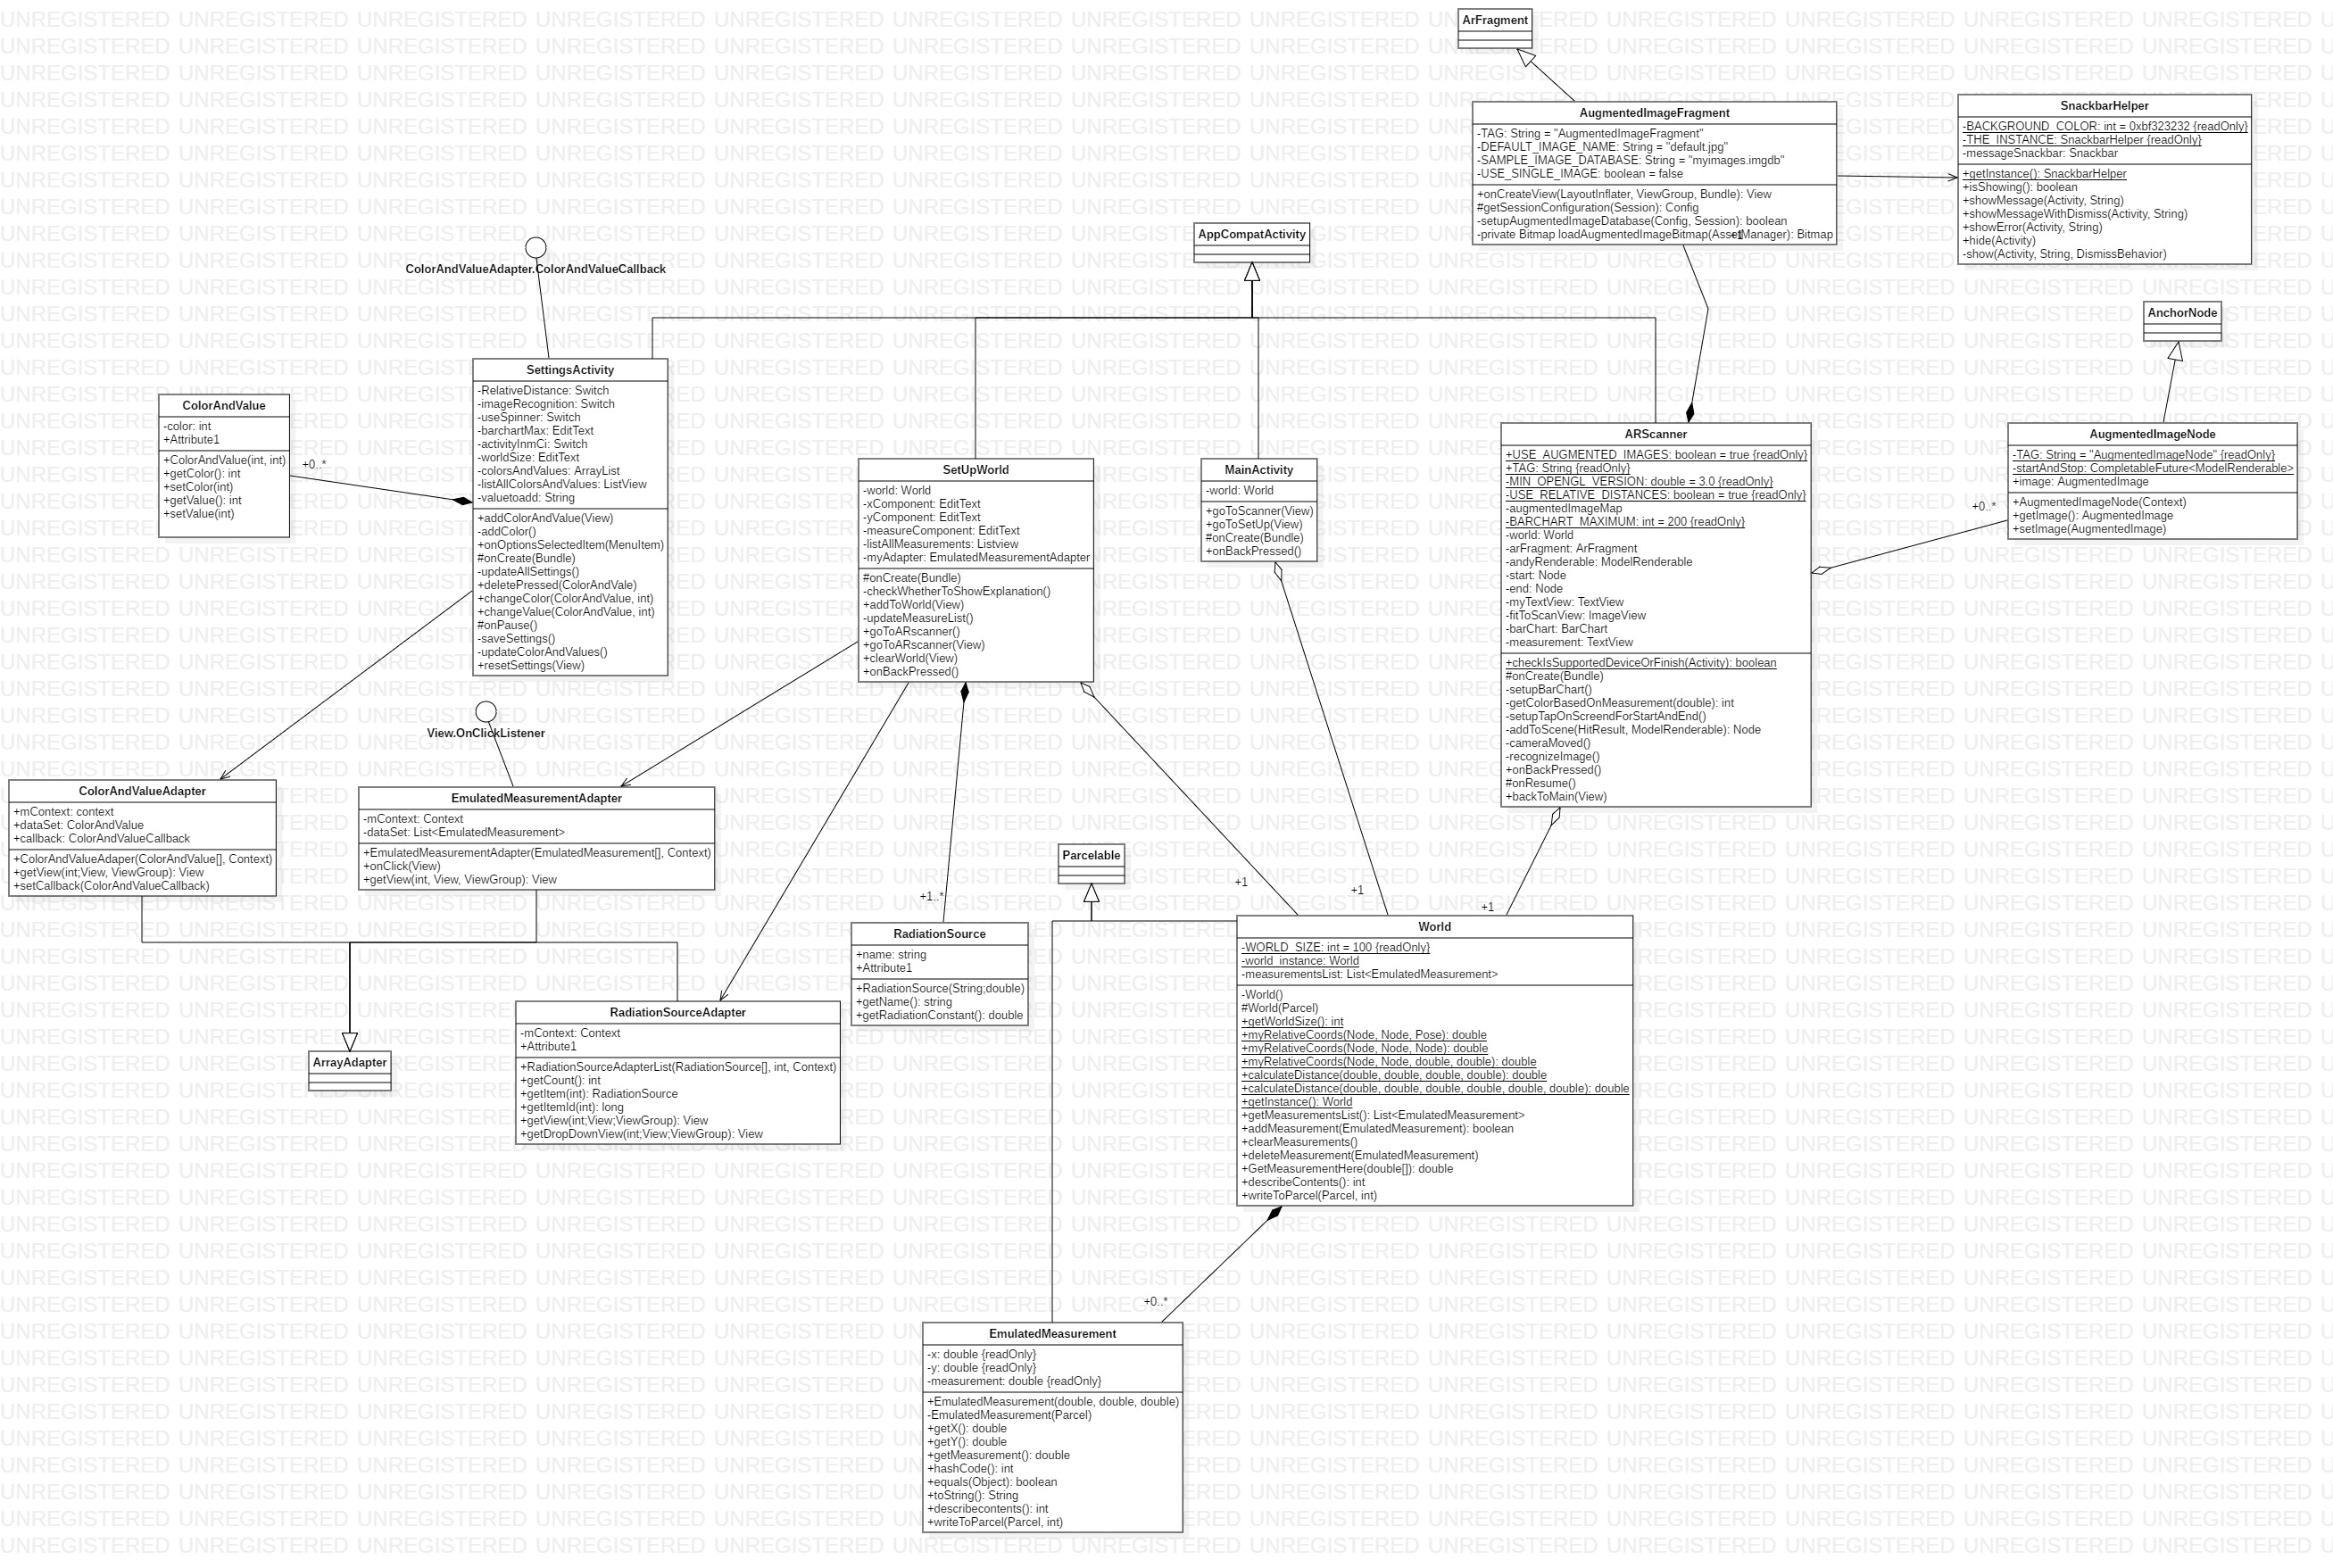 ArFragment
AugmentedImageFragment
-TAG: String = "AugmentedImageFragment"
-DEFAULT_IMAGE_NAME: String = "default.jpg"
-SAMPLE_IMAGE_DATABASE: String = "myimages.imgdb"
-USE_SINGLE_IMAGE: boolean = false
+onCreateView(LayoutInflater, ViewGroup, Bundle): View
#getSessionConfiguration(Session): Config
-setupAugmentedImageDatabase(Config, Session): boolean
-private Bitmap loadAugmentedImageBitmap(AssetManager): Bitmap
+1
SnackbarHelper
-BACKGROUND_COLOR: int = 0xbf323232 {readOnly}
-THE_INSTANCE: SnackbarHelper {readOnly}
-messageSnackbar: Snackbar
+getInstance(): SnackbarHelper
+isShowing(): boolean
+showMessage(Activity, String)
+showMessageWithDismiss(Activity, String)
+showError(Activity, String)
+hide(Activity)
-show(Activity, String, DismissBehavior)
AppCompatActivity
ColorAndValueAdapter.ColorAndValueCallback
AnchorNode
SettingsActivity
-RelativeDistance: Switch
-imageRecognition: Switch
-useSpinner: Switch
-barchartMax: EditText
-activityInmCi: Switch
-worldSize: EditText
-colorsAndValues: ArrayList
-listAllColorsAndValues: ListView
-valuetoadd: String
+addColorAndValue(View)
-addColor()
+onOptionsSelectedItem(MenuItem)
#onCreate(Bundle)
-updateAllSettings()
+deletePressed(ColorAndVale)
+changeColor(ColorAndValue, int)
+changeValue(ColorAndValue, int)
#onPause()
-saveSettings()
-updateColorAndValues()
+resetSettings(View)
ColorAndValue
-color: int
+Attribute1
+ColorAndValue(int, int)
+getColor(): int
+setColor(int)
+getValue(): int
+setValue(int)
+0..*
SetUpWorld
-world: World
-xComponent: EditText
-yComponent: EditText
-measureComponent: EditText
-listAllMeasurements: Listview
-myAdapter: EmulatedMeasurementAdapter
#onCreate(Bundle)
-checkWhetherToShowExplanation()
+addToWorld(View)
-updateMeasureList()
+goToARscanner()
+goToARscanner(View)
+clearWorld(View)
+onBackPressed()
MainActivity
-world: World
+goToScanner(View)
+goToSetUp(View)
#onCreate(Bundle)
+onBackPressed()
ARScanner
+USE_AUGMENTED_IMAGES: boolean = true {readOnly}
+TAG: String {readOnly}
-MIN_OPENGL_VERSION: double = 3.0 {readOnly}
-USE_RELATIVE_DISTANCES: boolean = true {readOnly}
-augmentedImageMap
-BARCHART_MAXIMUM: int = 200 {readOnly}
-world: World
-arFragment: ArFragment
-andyRenderable: ModelRenderable
-start: Node
-end: Node
-myTextView: TextView
-fitToScanView: ImageView
-barChart: BarChart
-measurement: TextView
+checkIsSupportedDeviceOrFinish(Activity): boolean
#onCreate(Bundle)
-setupBarChart()
-getColorBasedOnMeasurement(double): int
-setupTapOnScreendForStartAndEnd()
-addToScene(HitResult, ModelRenderable): Node
-cameraMoved()
-recognizeImage()
+onBackPressed()
#onResume()
+backToMain(View)
AugmentedImageNode
-TAG: String = "AugmentedImageNode" {readOnly}
-startAndStop: CompletableFuture<ModelRenderable>
+image: AugmentedImage
+AugmentedImageNode(Context)
+getImage(): AugmentedImage
+setImage(AugmentedImage)
+0..*
View.OnClickListener
ColorAndValueAdapter
+mContext: context
+dataSet: ColorAndValue
+callback: ColorAndValueCallback
+ColorAndValueAdaper(ColorAndValue[], Context)
+getView(int;View, ViewGroup): View
+setCallback(ColorAndValueCallback)
EmulatedMeasurementAdapter
-mContext: Context
-dataSet: List<EmulatedMeasurement>
+EmulatedMeasurementAdapter(EmulatedMeasurement[], Context)
+onClick(View)
+getView(int, View, ViewGroup): View
Parcelable
+1..*
+1
+1
+1
RadiationSource
+name: string
+Attribute1
+RadiationSource(String;double)
+getName(): string
+getRadiationConstant(): double
World
-WORLD_SIZE: int = 100 {readOnly}
-world_instance: World
-measurementsList: List<EmulatedMeasurement>
-World()
#World(Parcel)
+getWorldSize(): int
+myRelativeCoords(Node, Node, Pose): double
+myRelativeCoords(Node, Node, Node): double
+myRelativeCoords(Node, Node, double, double): double
+calculateDistance(double, double, double, double): double
+calculateDistance(double, double, double, double, double, double): double
+getInstance(): World
+getMeasurementsList(): List<EmulatedMeasurement>
+addMeasurement(EmulatedMeasurement): boolean
+clearMeasurements()
+deleteMeasurement(EmulatedMeasurement)
+GetMeasurementHere(double[]): double
+describeContents(): int
+writeToParcel(Parcel, int)
RadiationSourceAdapter
-mContext: Context
+Attribute1
+RadiationSourceAdapterList(RadiationSource[], int, Context)
+getCount(): int
+getItem(int): RadiationSource
+getItemId(int): long
+getView(int;View;ViewGroup): View
+getDropDownView(int;View;ViewGroup): View
ArrayAdapter
+0..*
EmulatedMeasurement
-x: double {readOnly}
-y: double {readOnly}
-measurement: double {readOnly}
+EmulatedMeasurement(double, double, double)
-EmulatedMeasurement(Parcel)
+getX(): double
+getY(): double
+getMeasurement(): double
+hashCode(): int
+equals(Object): boolean
+toString(): String
+describecontents(): int
+writeToParcel(Parcel, int)